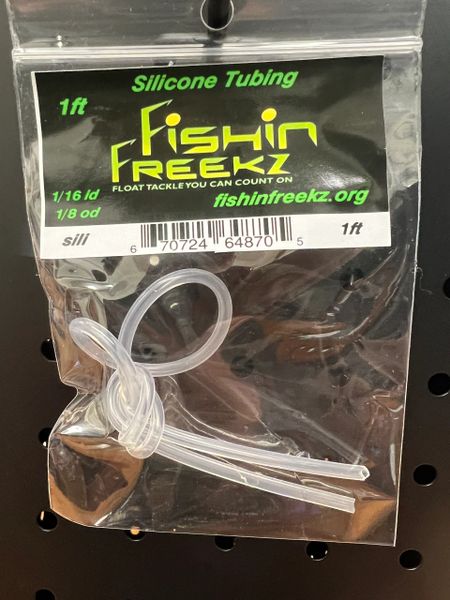 Silicone Tubing
1ft
Fishin
Freekz
FLOAT TACKLE YOU CAN COUNT ON
1/16 id
1/8 od
fishinfreekz.org
sili
6 70724 64870 5
1ft